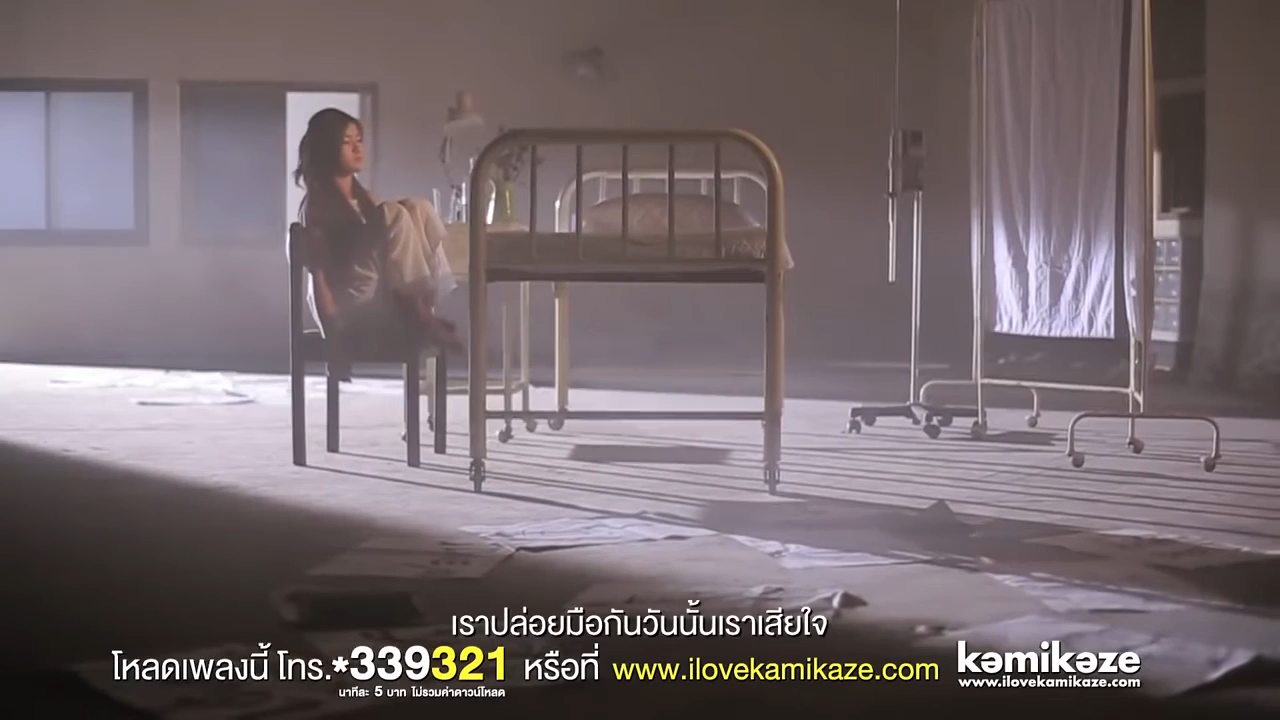 เราปล่อยมือกันวันนั้นเราเสียใจ
โหลดเพลงนี้ โทร.*339321 หรือที่ www.ilovekamikaze.com
นาทีละ 5 บาท ไม่รวมค่าดาวน์โหลด
kamikaze
www.ilovekamikaze.com